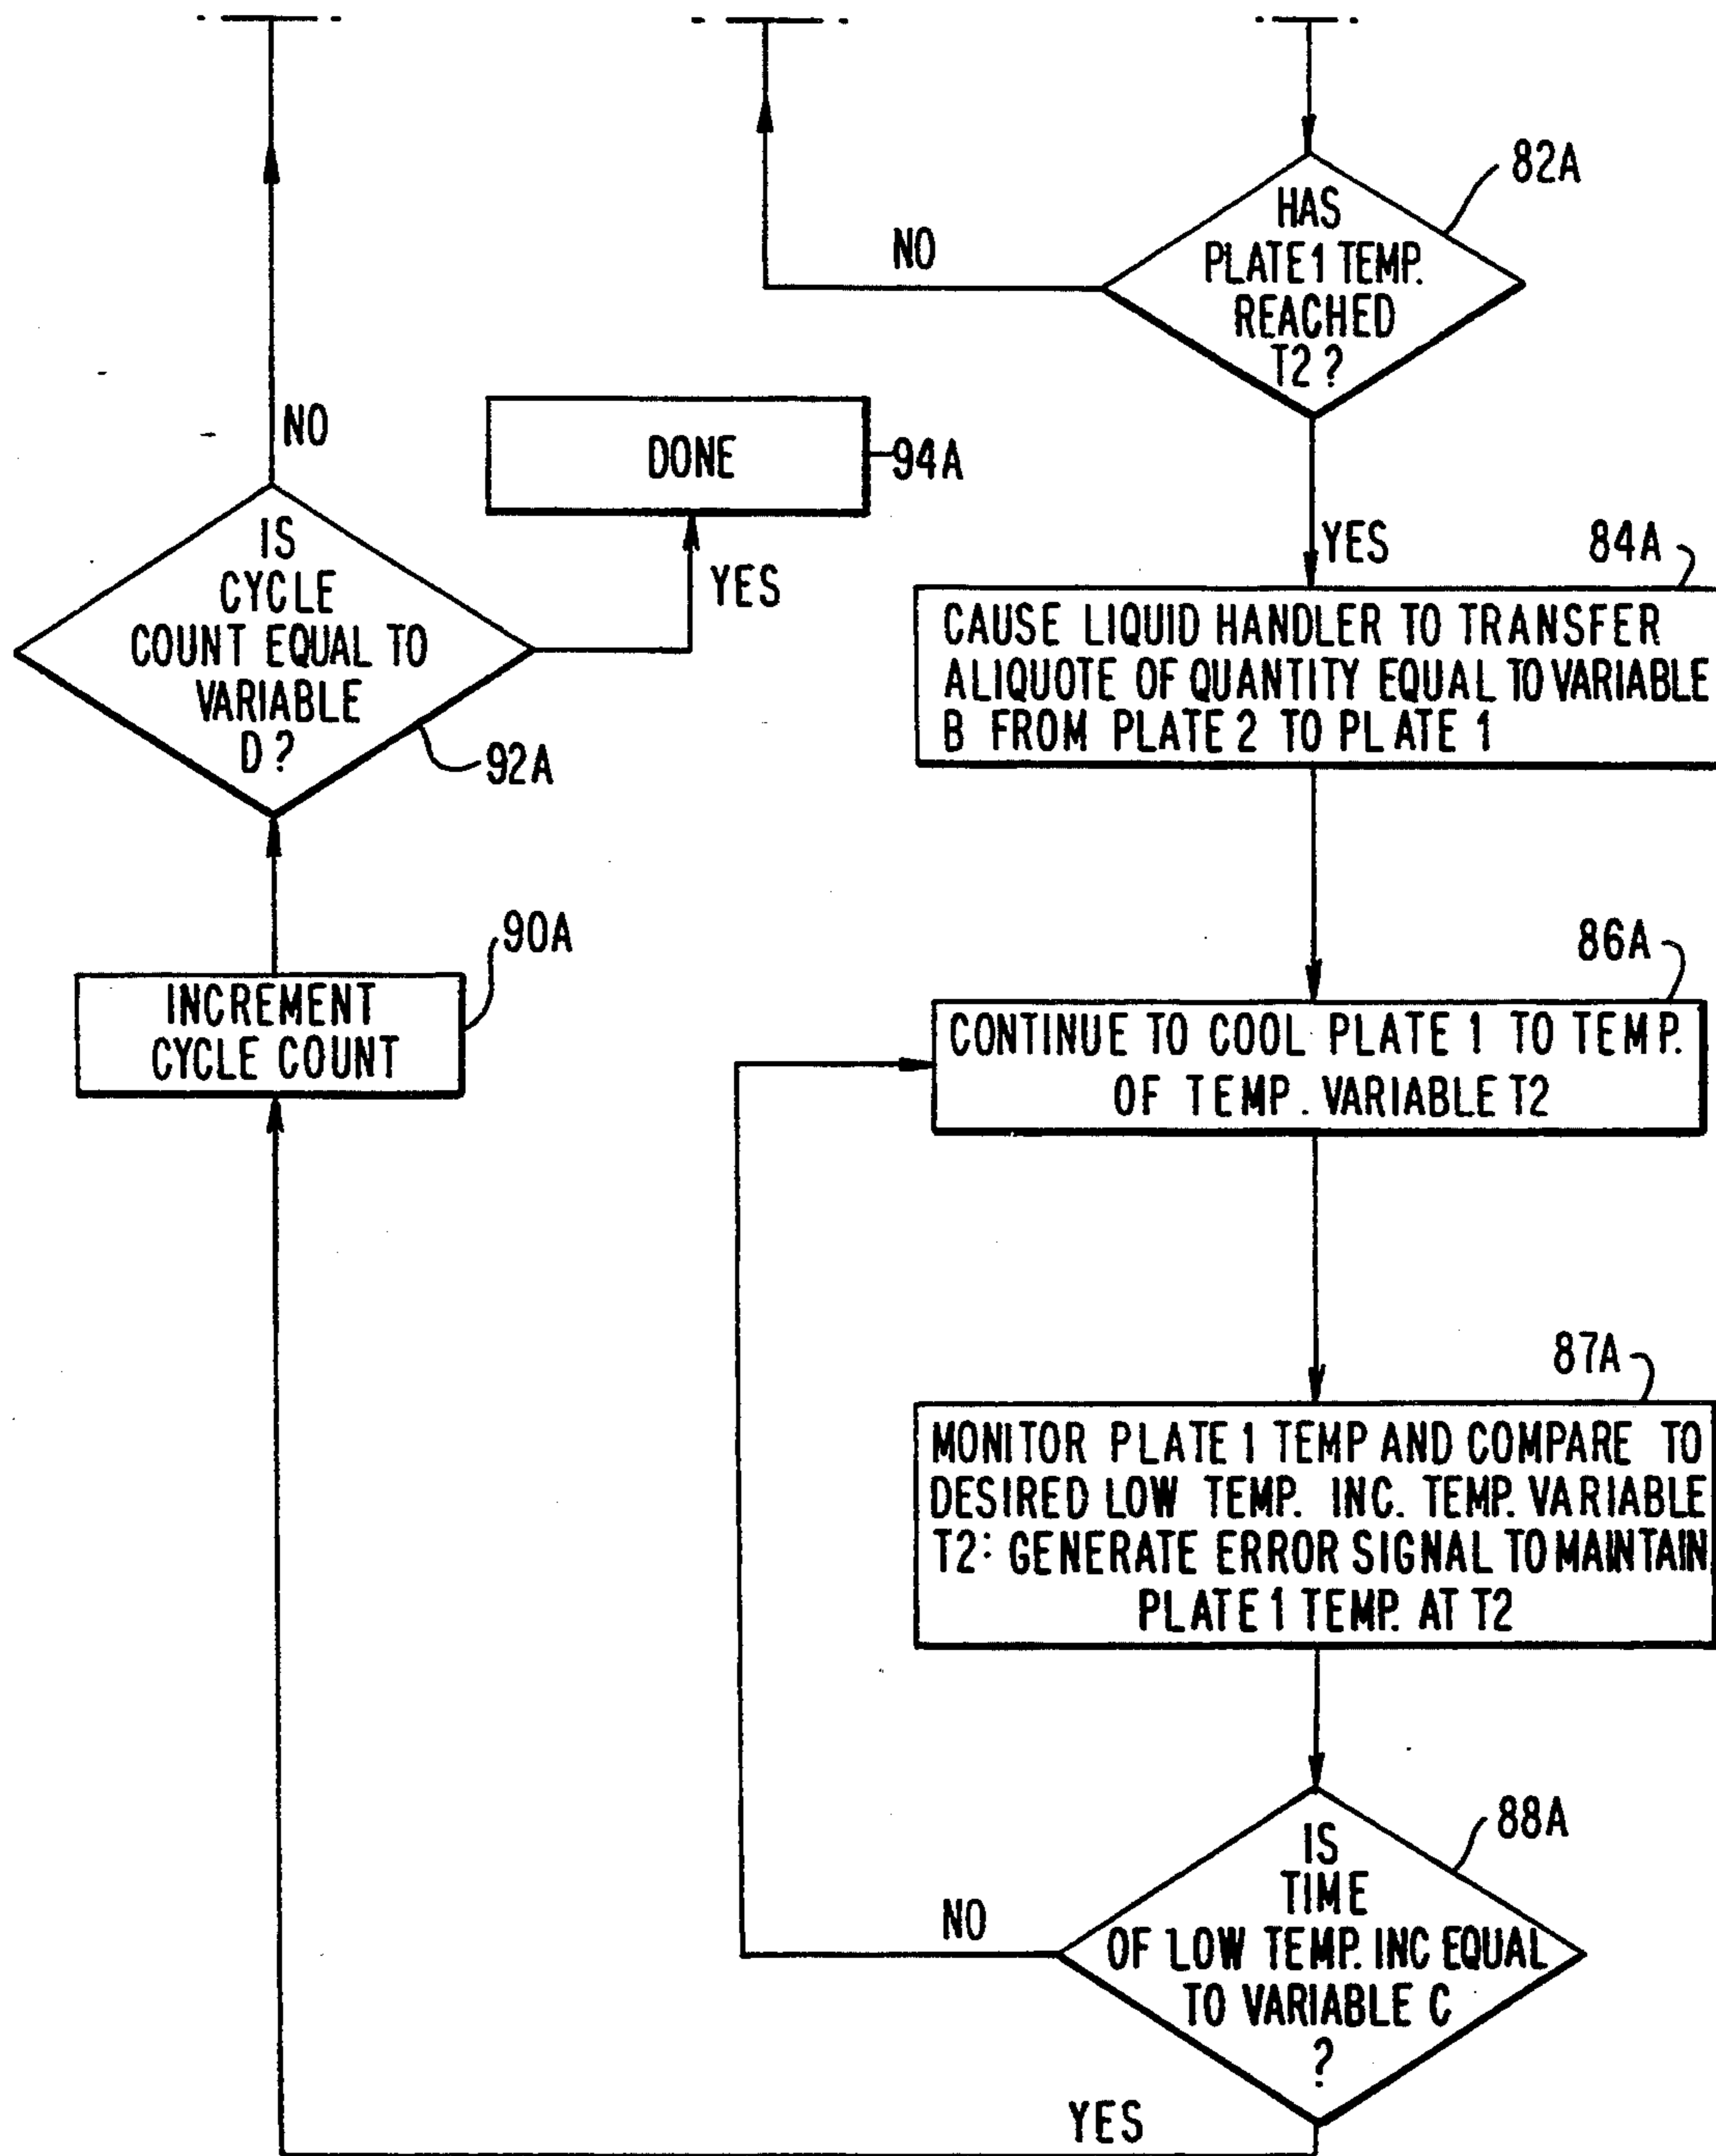 82A
HAS
PLATE 1 TEMP.
REACHED
T2?
NO
YES
84A
CAUSE LIQUID HANDLER TO TRANSFER
ALIQUOTE OF QUANTITY EQUAL TO VARIABLE
B FROM PLATE 2 TO PLATE 1
86A
CONTINUE TO COOL PLATE 1 TO TEMP.
OF TEMP. VARIABLE T2
87A
MONITOR PLATE 1 TEMP AND COMPARE TO
DESIRED LOW TEMP. INC. TEMP. VARIABLE
T2: GENERATE ERROR SIGNAL TO MAINTAIN
PLATE 1 TEMP. AT T2
88A
IS
TIME
OF LOW TEMP. INC EQUAL
TO VARIABLE C
?
NO
YES
90A
INCREMENT
CYCLE COUNT
IS
CYCLE
COUNT EQUAL TO
VARIABLE
D?
92A
NO
YES
DONE
94A